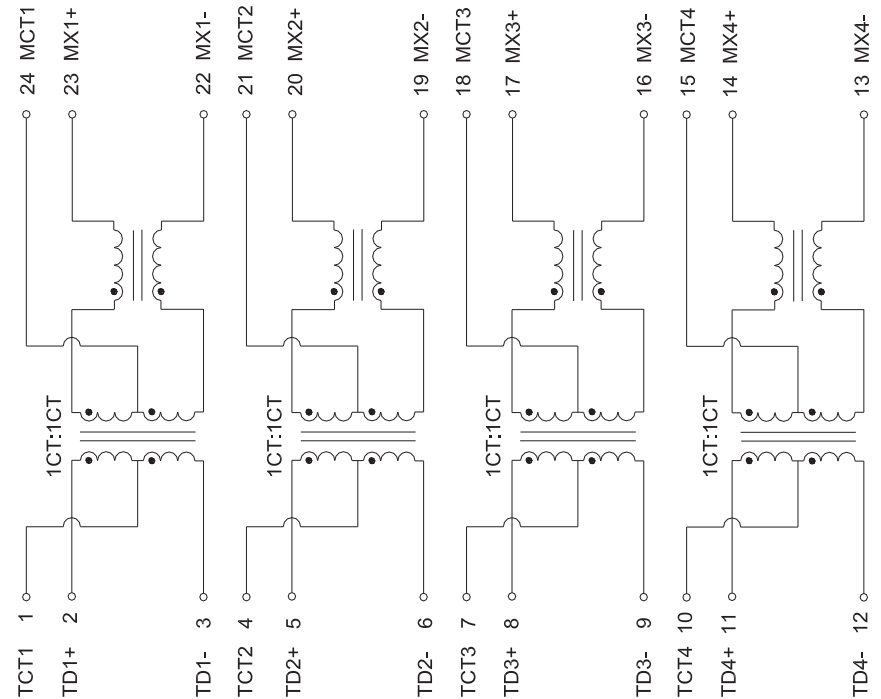 24 MCT1
23 MX1+
22 MX1-
21 MCT2
20 MX2+
19 MX2-
18 MCT3
17 MX3+
16 MX3-
15 MCT4
14 MX4+
13 MX4-
1CT:1CT
1CT:1CT
1CT:1CT
1CT:1CT
TCT1 1
TD1+ 2
TD1- 3
TCT2 4
TD2+ 5
TD2- 6
TCT3 7
TD3+ 8
TD3- 9
TCT4 10
TD4+ 11
TD4- 12